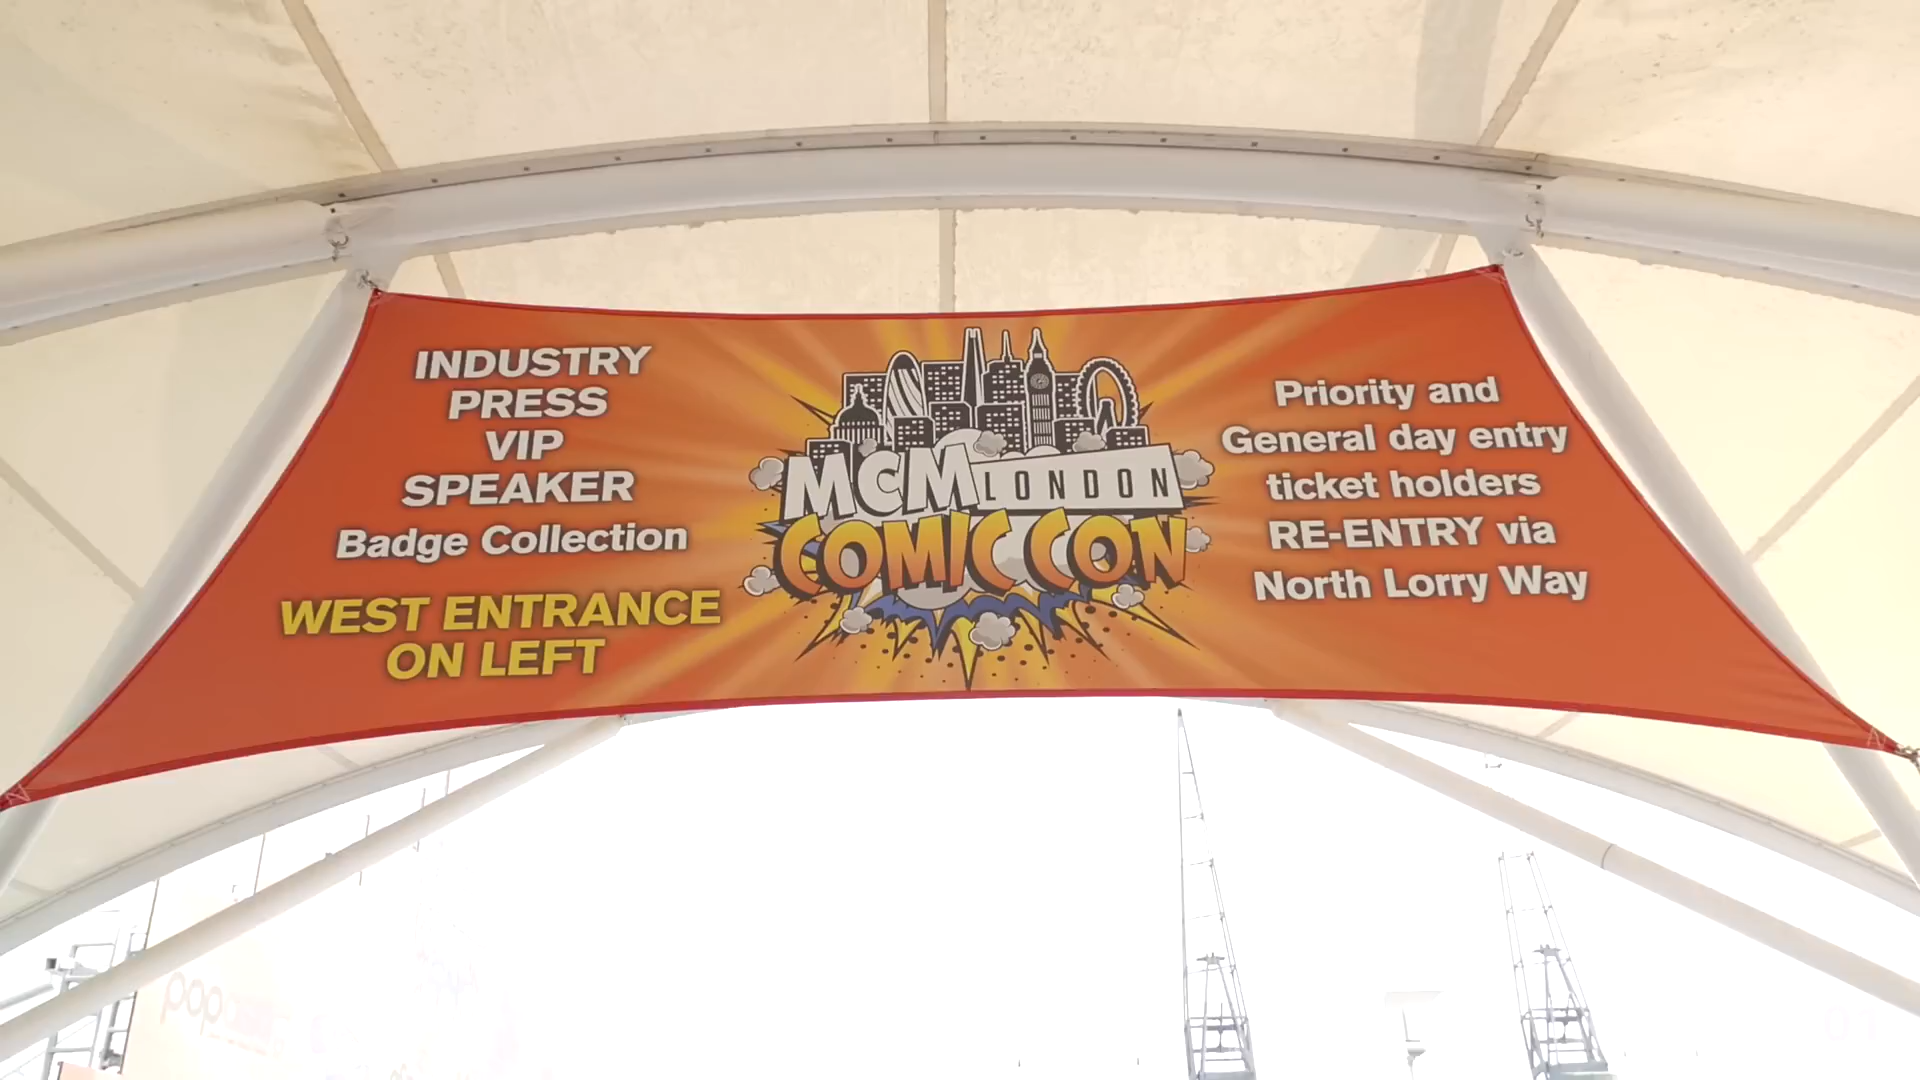 INDUSTRY
PRESS
VIP
SPEAKER
Badge Collection
WEST ENTRANCE
ON LEFT
MCM LONDON
COMIC CON
Priority and
General day entry
ticket holders
RE-ENTRY via
North Lorry Way